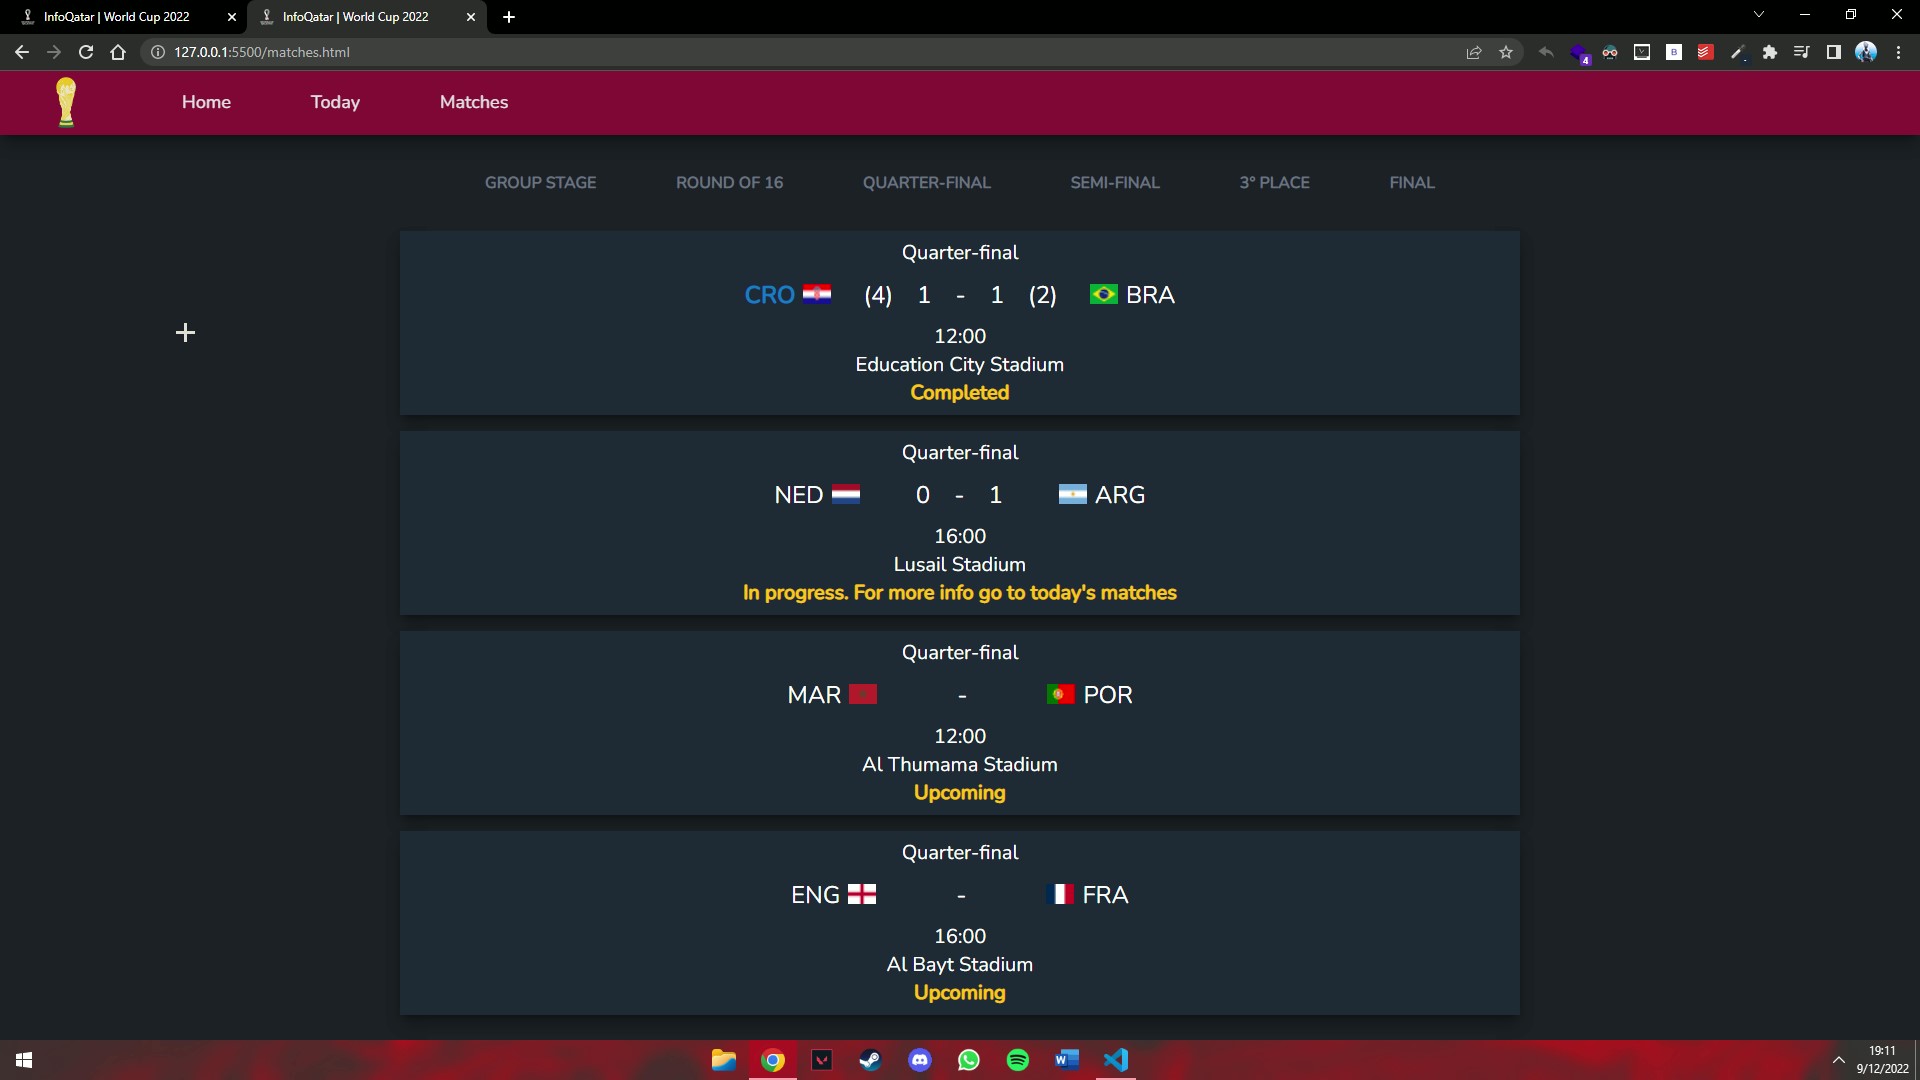 InfoQatar | World Cup 2022
InfoQatar | World Cup 2022
127.0.0.1:5500/matches.html
4
B
Home
Today
Matches
GROUP STAGE
ROUND OF 16
QUARTER-FINAL
SEMI-FINAL
3° PLACE
FINAL
Quarter-final
CRO (4) 1 - 1 (2) BRA
12:00
Education City Stadium
Completed
Quarter-final
NED 0 - 1 ARG
16:00
Lusail Stadium
In progress. For more info go to today's matches
Quarter-final
MAR - POR
12:00
Al Thumama Stadium
Upcoming
Quarter-final
ENG - FRA
16:00
Al Bayt Stadium
Upcoming
W
19:11
9/12/2022